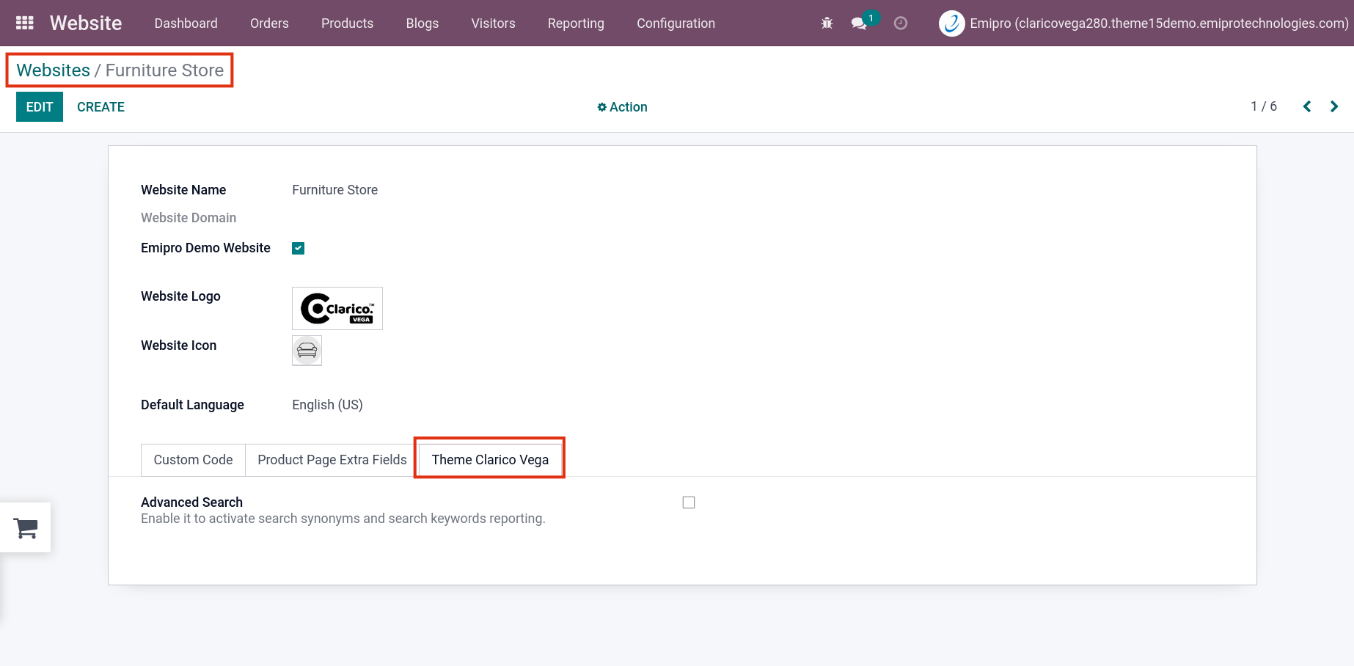 Website Dashboard Orders Products Blogs Visitors Reporting Configuration 1 Emipro (claricovega280.theme15demo.emiprotechnologies.com)
Websites / Furniture Store
EDIT CREATE Action 1 / 6
Website Name Furniture Store
Website Domain
Emipro Demo Website
Website Logo Clarico™ VEGA
Website Icon
Default Language English (US)
Custom Code Product Page Extra Fields Theme Clarico Vega
Advanced Search
Enable it to activate search synonyms and search keywords reporting.